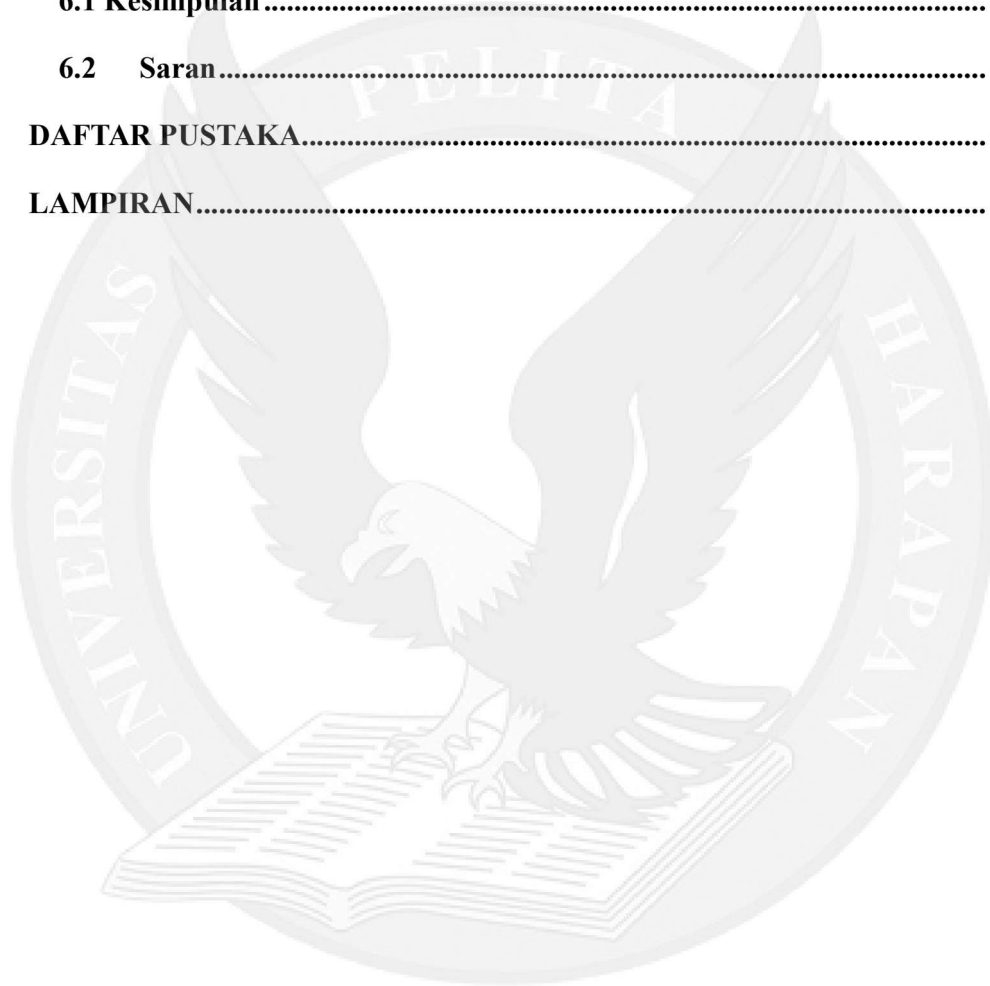 6.1 Kesimpulan........................................................................................................
6.2 Saran...............................................................................................................
DAFTAR PUSTAKA..................................................................................................
LAMPIRAN.................................................................................................................
UNIVERSITAS PELITA HARAPAN